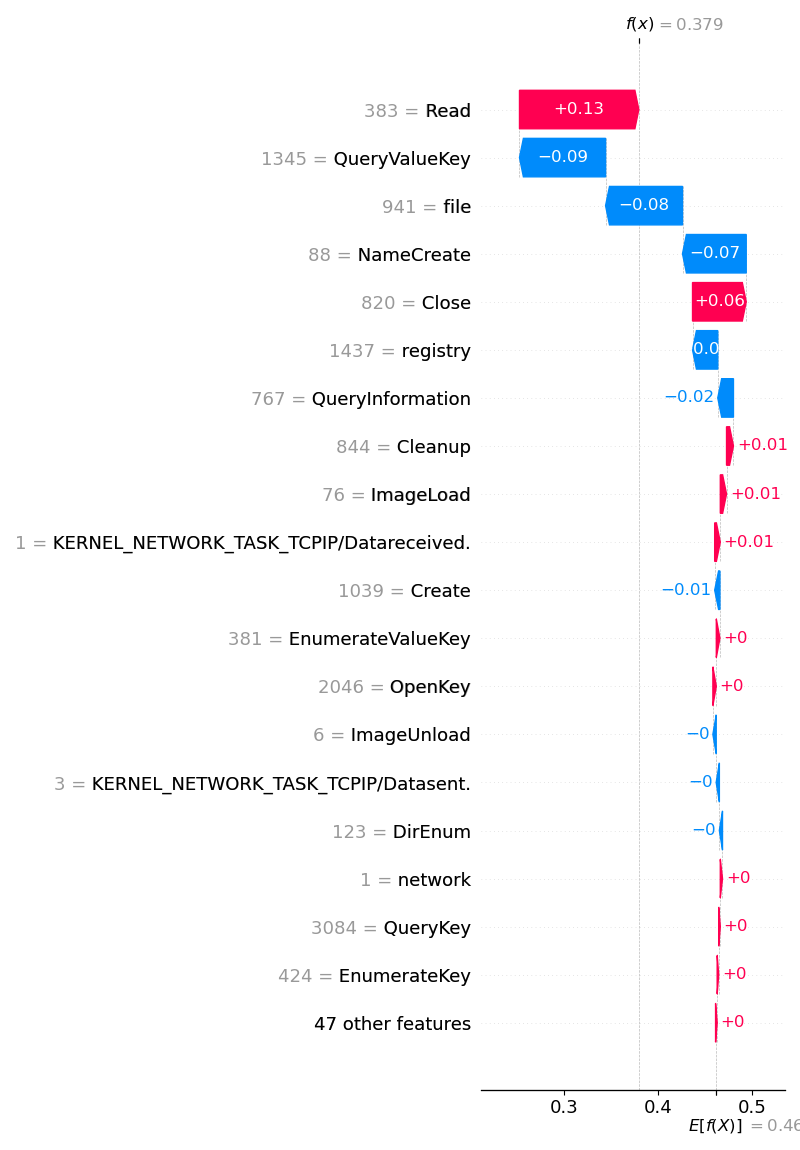 f(x) = 0.379
383 = Read
+0.13
1345 = QueryValueKey
−0.09
941 = file
−0.08
88 = NameCreate
−0.07
820 = Close
+0.06
1437 = registry
0.0
767 = QueryInformation
−0.02
844 = Cleanup
+0.01
76 = ImageLoad
+0.01
1 = KERNEL_NETWORK_TASK_TCPIP/Datareceived.
+0.01
1039 = Create
−0.01
381 = EnumerateValueKey
+0
2046 = OpenKey
+0
6 = ImageUnload
−0
3 = KERNEL_NETWORK_TASK_TCPIP/Datasent.
−0
123 = DirEnum
−0
1 = network
+0
3084 = QueryKey
+0
424 = EnumerateKey
+0
47 other features
+0
0.3 0.4 0.5
E[f(X)] = 0.46